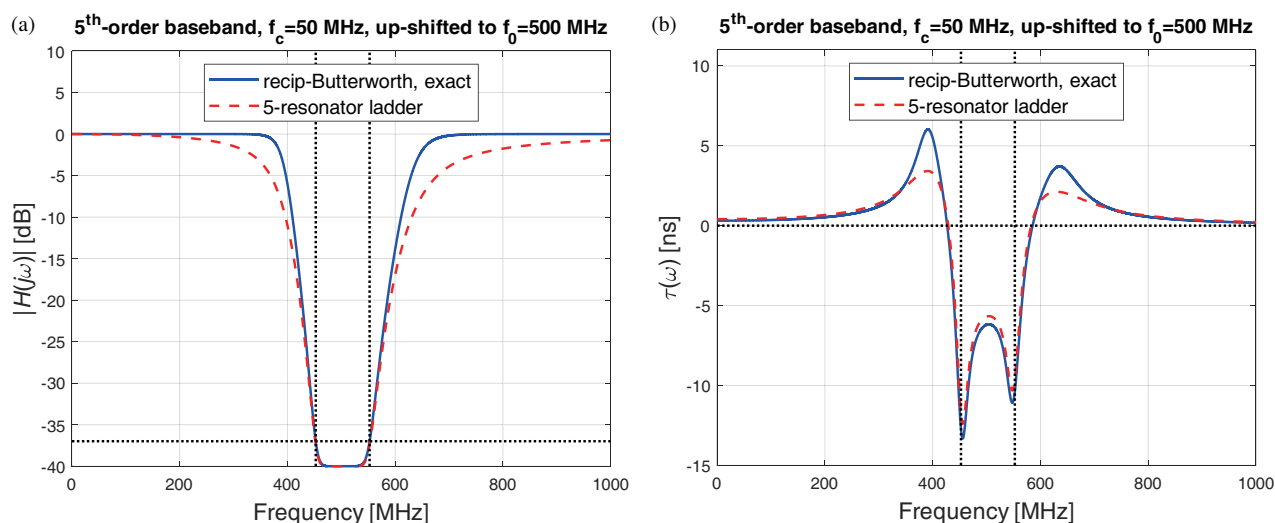 (a)
5th-order baseband, fc=50 MHz, up-shifted to f0=500 MHz
recip-Butterworth, exact
5-resonator ladder
|H(jω)| [dB]
10
5
0
-5
-10
-15
-20
-25
-30
-35
-40
0 200 400 600 800 1000
Frequency [MHz]
(b)
5th-order baseband, fc=50 MHz, up-shifted to f0=500 MHz
recip-Butterworth, exact
5-resonator ladder
τ(ω) [ns]
10
5
0
-5
-10
-15
0 200 400 600 800 1000
Frequency [MHz]